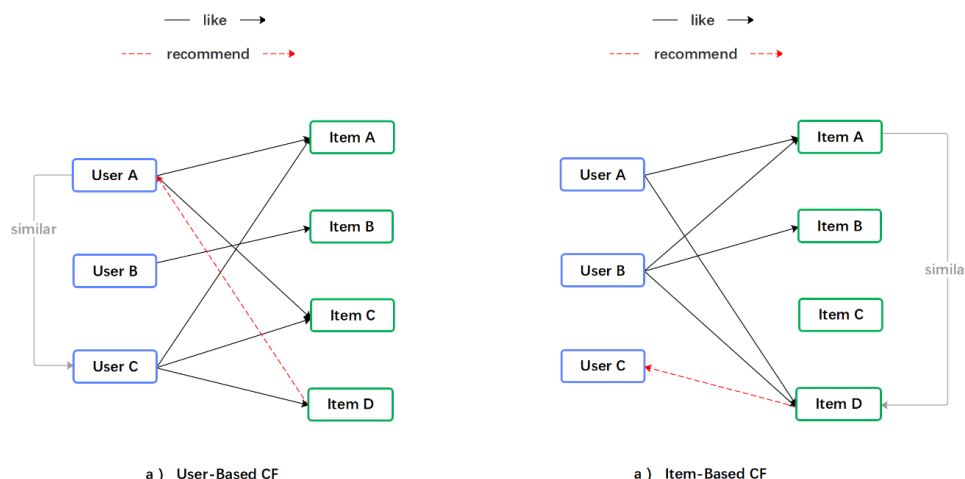 like
recommend
Item A
User A
similar
Item B
User B
Item C
User C
Item D
a ) User-Based CF
like
recommend
Item A
User A
Item B
User B
simila
Item C
User C
Item D
a ) Item-Based CF